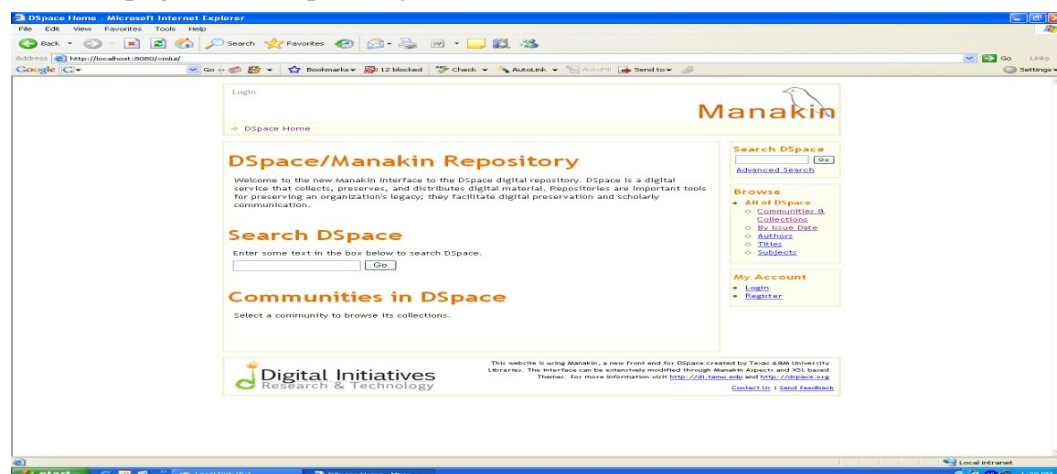 DSpace Home - Microsoft Internet Explorer
File Edit View Favorites Tools Help
Back Search Favorites
Address http://localhost:8080/xmlui/ Go Links
Google G Go Bookmarks 12 blocked Check AutoLink AutoFill Send to Settings
Login
Manakin
DSpace Home
DSpace/Manakin Repository
Welcome to the new Manakin interface to the DSpace digital repository. DSpace is a digital
service that collects, preserves, and distributes digital material. Repositories are important tools
for preserving an organization's legacy; they facilitate digital preservation and scholarly
communication.
Search DSpace
Enter some text in the box below to search DSpace.
Go
Communities in DSpace
Select a community to browse its collections.
Search DSpace
Go
Advanced Search
Browse
All of DSpace
Communities &
Collections
By Issue Date
Authors
Titles
Subjects
My Account
Login
Register
Digital Initiatives
Research & Technology
This website is using Manakin, a new front end for DSpace created by Texas A&M University
Libraries. The interface can be extensively modified through Manakin Aspects and XSL based
Themes. For more information visit http://di.tamu.edu and http://dspace.org
Contact Us | Send Feedback
Local intranet
start